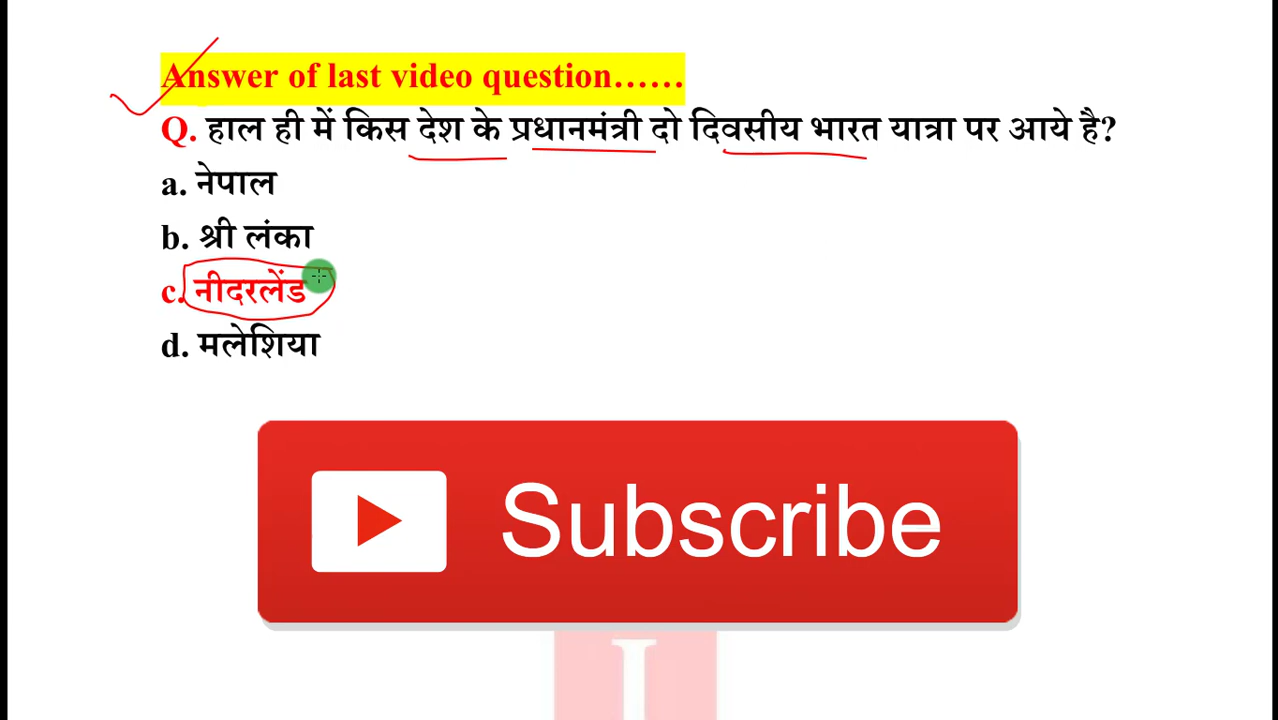 Answer of last video question......
Q. हाल ही में किस देश के प्रधानमंत्री दो दिवसीय भारत यात्रा पर आये है?
a. नेपाल
b. श्री लंका
c. नीदरलेंड
d. मलेशिया
Subscribe